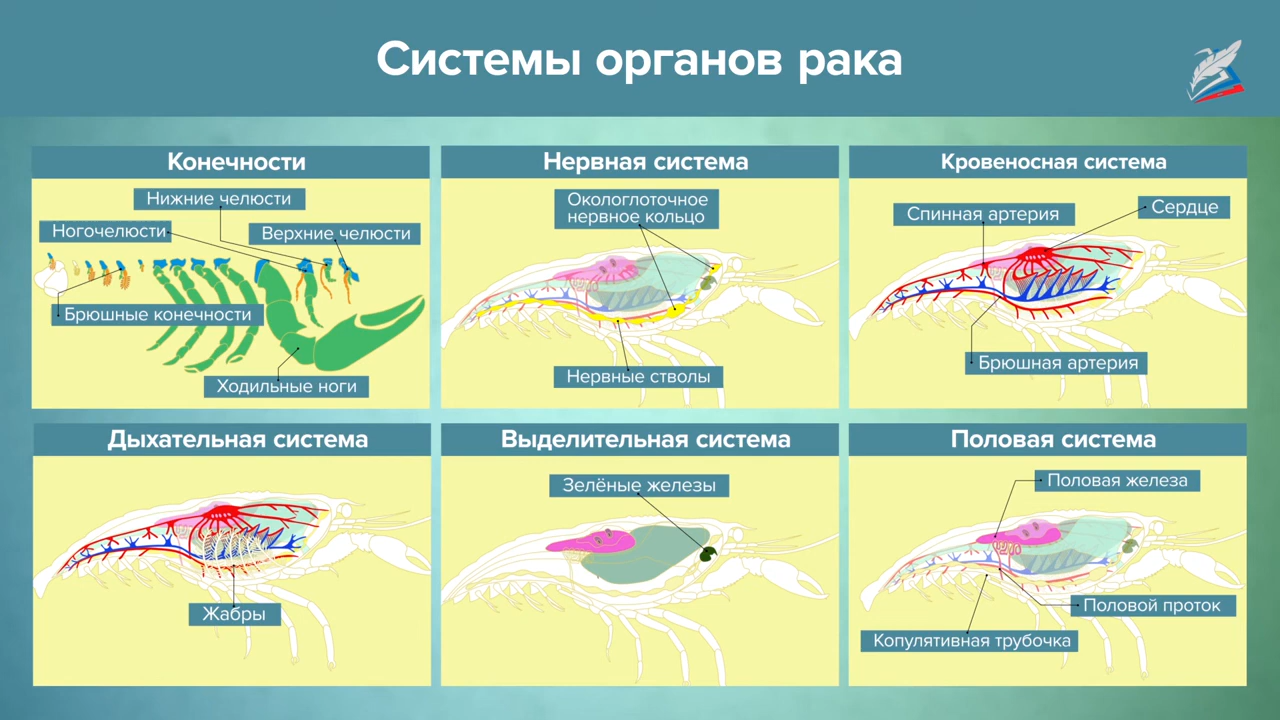 Системы органов рака
Конечности
Нижние челюсти
Ногочелюсти
Верхние челюсти
Брюшные конечности
Ходильные ноги
Нервная система
Окологлоточное
нервное кольцо
Нервные стволы
Кровеносная система
Спинная артерия
Сердце
Брюшная артерия
Дыхательная система
Жабры
Выделительная система
Зелёные железы
Половая система
Половая железа
Половой проток
Копулятивная трубочка